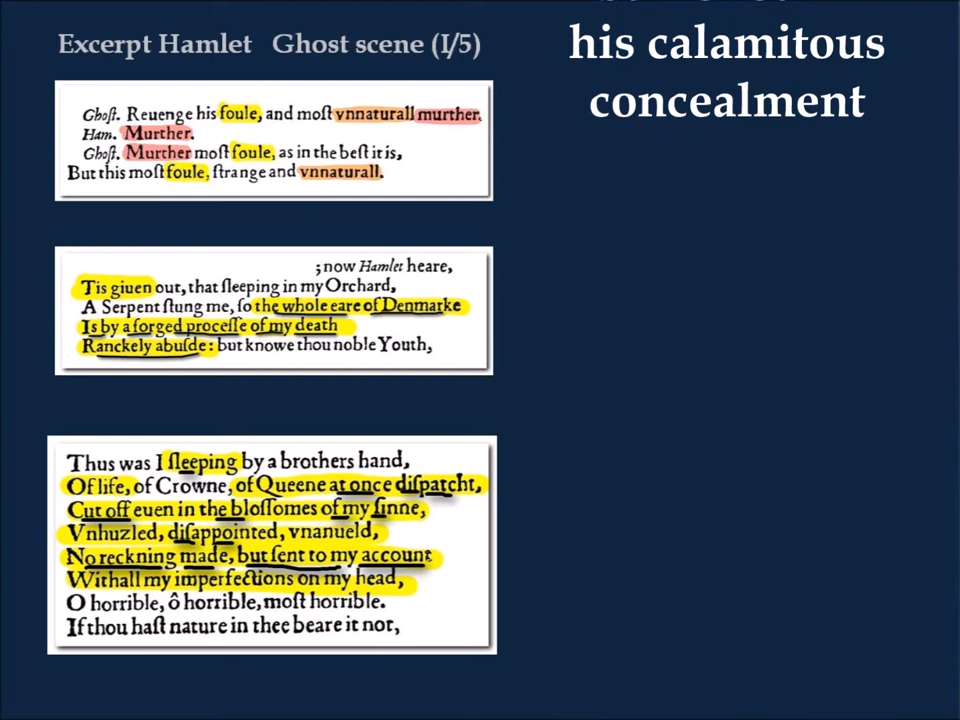 Excerpt Hamlet Ghost scene (I/5)
his calamitous
concealment
Ghoſt. Reuenge his foule, and moſt vnnaturall murther.
Ham. Murther.
Ghoſt. Murther moſt foule, as in the beſt it is,
But this moſt foule, ſtrange and vnnaturall.
;now Hamlet heare,
Tis giuen out, that ſleeping in my Orchard,
A Serpent ſtung me, ſo the whole eare of Denmarke
Is by a forged proceſſe of my death
Ranckely abuſde: but knowe thou noble Youth,
Thus was I ſleeping by a brothers hand,
Of life, of Crowne, of Queene at once diſpatcht,
Cut off euen in the bloſſomes of my ſinne,
Vnhuzled, diſappointed, vnanueld,
No reckning made, but ſent to my account
Withall my imperfections on my head,
O horrible, ô horrible, moſt horrible.
If thou haſt nature in thee beare it not,